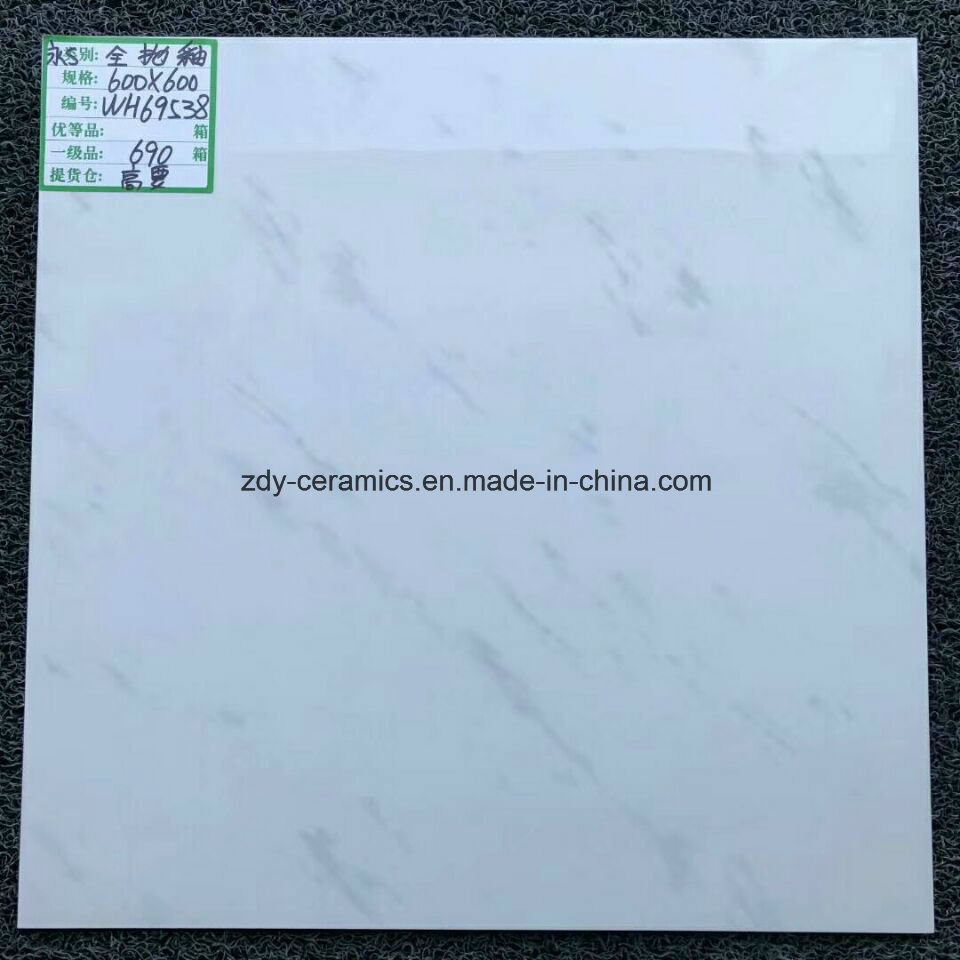 类别: 全抛釉
规格: 600X600
编号: WH69538
优等品: 箱
一级品: 690 箱
提货仓: 高要
zdy-ceramics.en.made-in-china.com